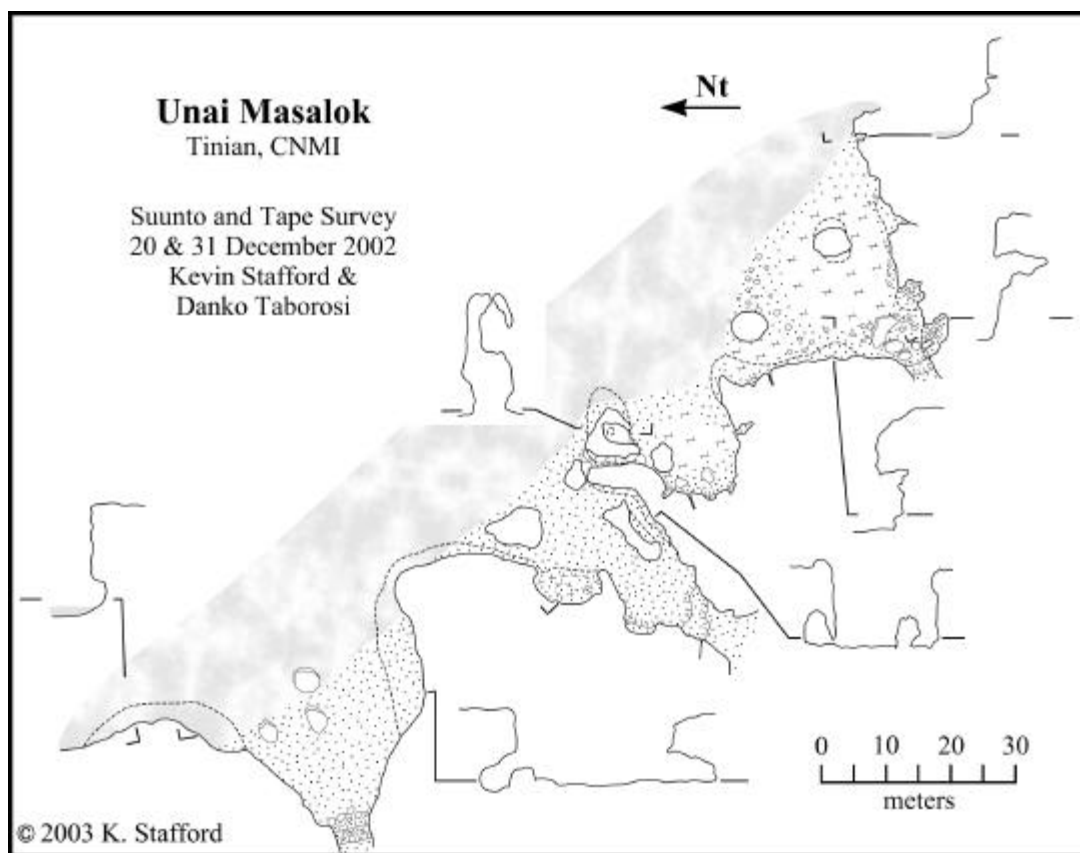 Unai Masalok
Tinian, CNMI
Suunto and Tape Survey
20 & 31 December 2002
Kevin Stafford &
Danko Taborosi
Nt
0 10 20 30
meters
© 2003 K. Stafford